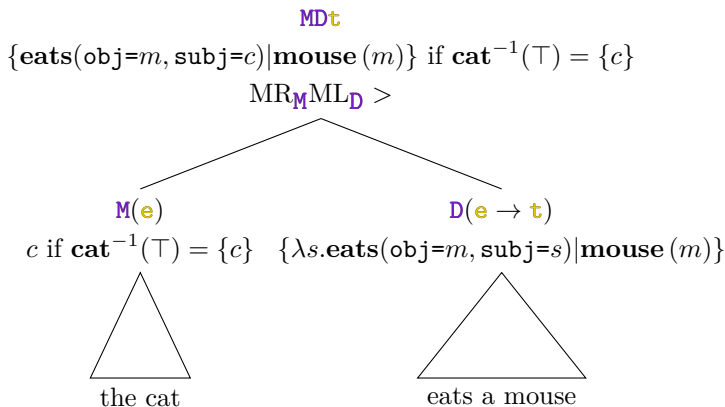 MDt
{eats(obj=m, subj=c)|mouse (m)} if cat⁻¹(⊤) = {c}
MR_M ML_D >
M(e) D(e → t)
c if cat⁻¹(⊤) = {c} {λs.eats(obj=m, subj=s)|mouse (m)}
the cat eats a mouse